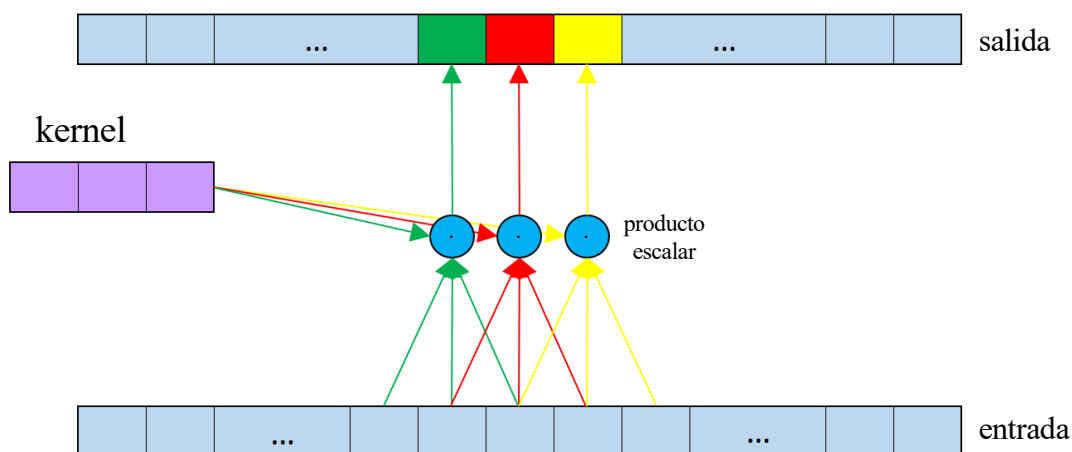 ... ...
salida
kernel
. . .
producto
escalar
... ...
entrada